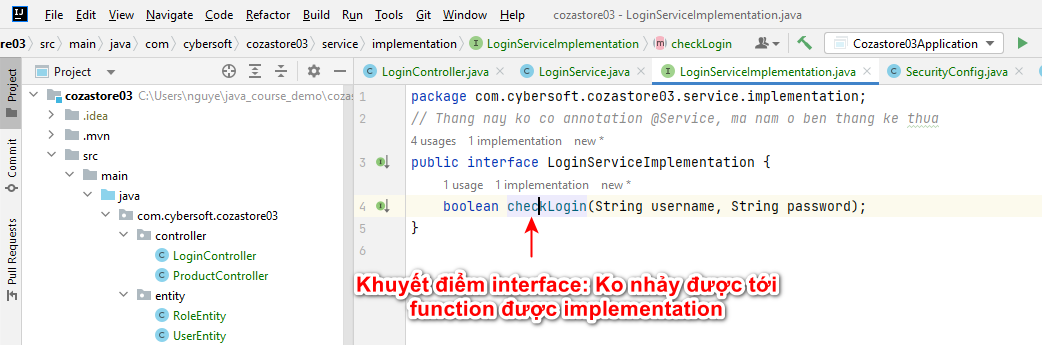 File Edit View Navigate Code Refactor Build Run Tools Git Window Help cozastore03 - LoginServiceImplementation.java
re03 src main java com cybersoft cozastore03 service implementation LoginServiceImplementation checkLogin Cozastore03Application
Project
LoginController.java LoginService.java LoginServiceImplementation.java SecurityConfig.java
Project
Commit
Pull Requests
cozastore03 C:\Users\nguye\java_course_demo\cozas
.idea
.mvn
src
main
java
com.cybersoft.cozastore03
controller
LoginController
ProductController
entity
RoleEntity
UserEntity
1 package com.cybersoft.cozastore03.service.implementation;
2 // Thang nay ko co annotation @Service, ma nam o ben thang ke thua
4 usages 1 implementation new *
3 public interface LoginServiceImplementation {
1 usage 1 implementation new *
4 boolean checkLogin(String username, String password);
5 }
6
Khuyết điểm interface: Ko nhảy được tới
function được implementation